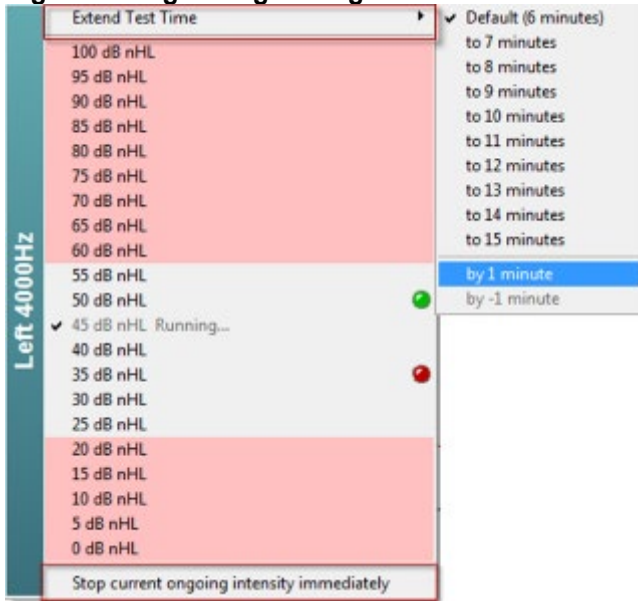 Extend Test Time
100 dB nHL
95 dB nHL
90 dB nHL
85 dB nHL
80 dB nHL
75 dB nHL
70 dB nHL
65 dB nHL
60 dB nHL
55 dB nHL
50 dB nHL
45 dB nHL Running...
40 dB nHL
35 dB nHL
30 dB nHL
25 dB nHL
20 dB nHL
15 dB nHL
10 dB nHL
5 dB nHL
0 dB nHL
Stop current ongoing intensity immediately
Left 4000Hz
Default (6 minutes)
to 7 minutes
to 8 minutes
to 9 minutes
to 10 minutes
to 11 minutes
to 12 minutes
to 13 minutes
to 14 minutes
to 15 minutes
by 1 minute
by -1 minute